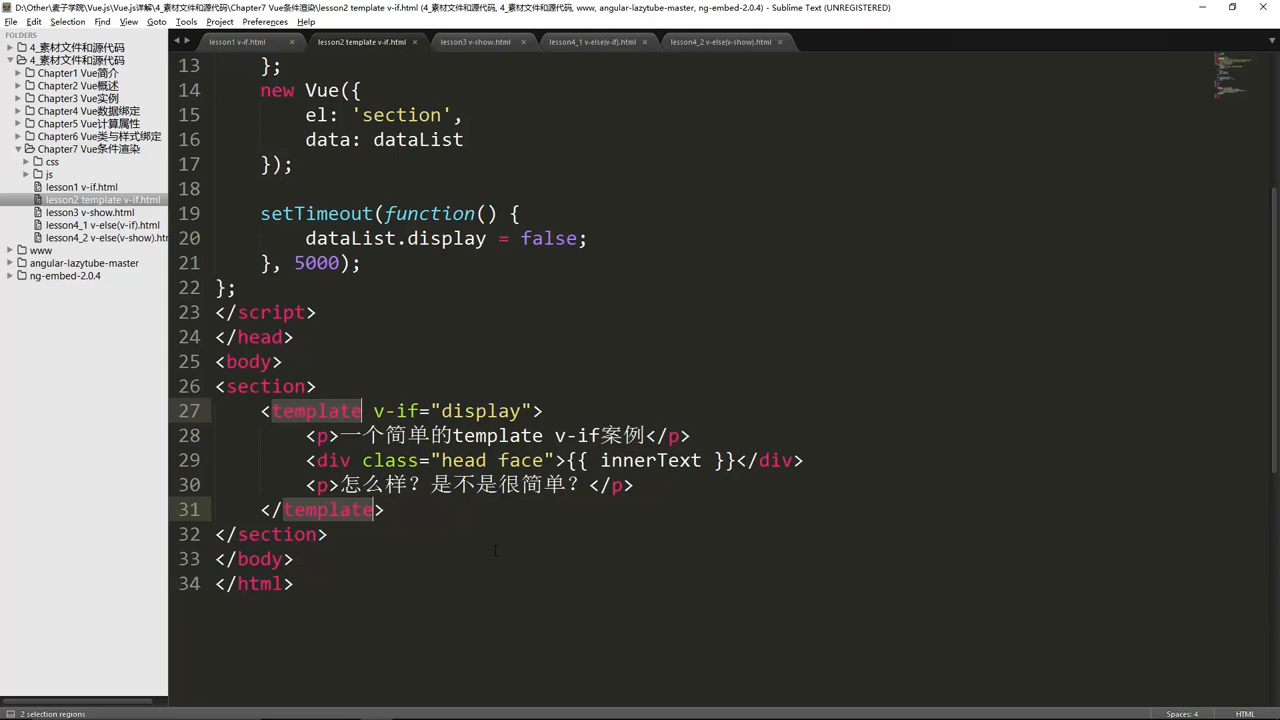 D:\Other\麦子学院\Vue.js\Vue.js详解\4_素材文件和源代码\Chapter7 Vue条件渲染\lesson2 template v-if.html (4_素材文件和源代码, 4_素材文件和源代码, www, angular-lazytube-master, ng-embed-2.0.4) - Sublime Text (UNREGISTERED)
File Edit Selection Find View Goto Tools Project Preferences Help
FOLDERS
4_素材文件和源代码
4_素材文件和源代码
Chapter1 Vue简介
Chapter2 Vue概述
Chapter3 Vue实例
Chapter4 Vue数据绑定
Chapter5 Vue计算属性
Chapter6 Vue类与样式绑定
Chapter7 Vue条件渲染
css
js
lesson1 v-if.html
lesson2 template v-if.html
lesson3 v-show.html
lesson4_1 v-else(v-if).html
lesson4_2 v-else(v-show).ht
www
angular-lazytube-master
ng-embed-2.0.4
lesson1 v-if.html × lesson2 template v-if.html × lesson3 v-show.html × lesson4_1 v-else(v-if).html × lesson4_2 v-else(v-show).html ×
13 };
14 new Vue({
15 el: 'section',
16 data: dataList
17 });
18
19 setTimeout(function() {
20 dataList.display = false;
21 }, 5000);
22 };
23 </script>
24 </head>
25 <body>
26 <section>
27 <template v-if="display">
28 <p>一个简单的template v-if案例</p>
29 <div class="head face">{{ innerText }}</div>
30 <p>怎么样? 是不是很简单? </p>
31 </template>
32 </section>
33 </body>
34 </html>
2 selection regions
Spaces: 4 HTML